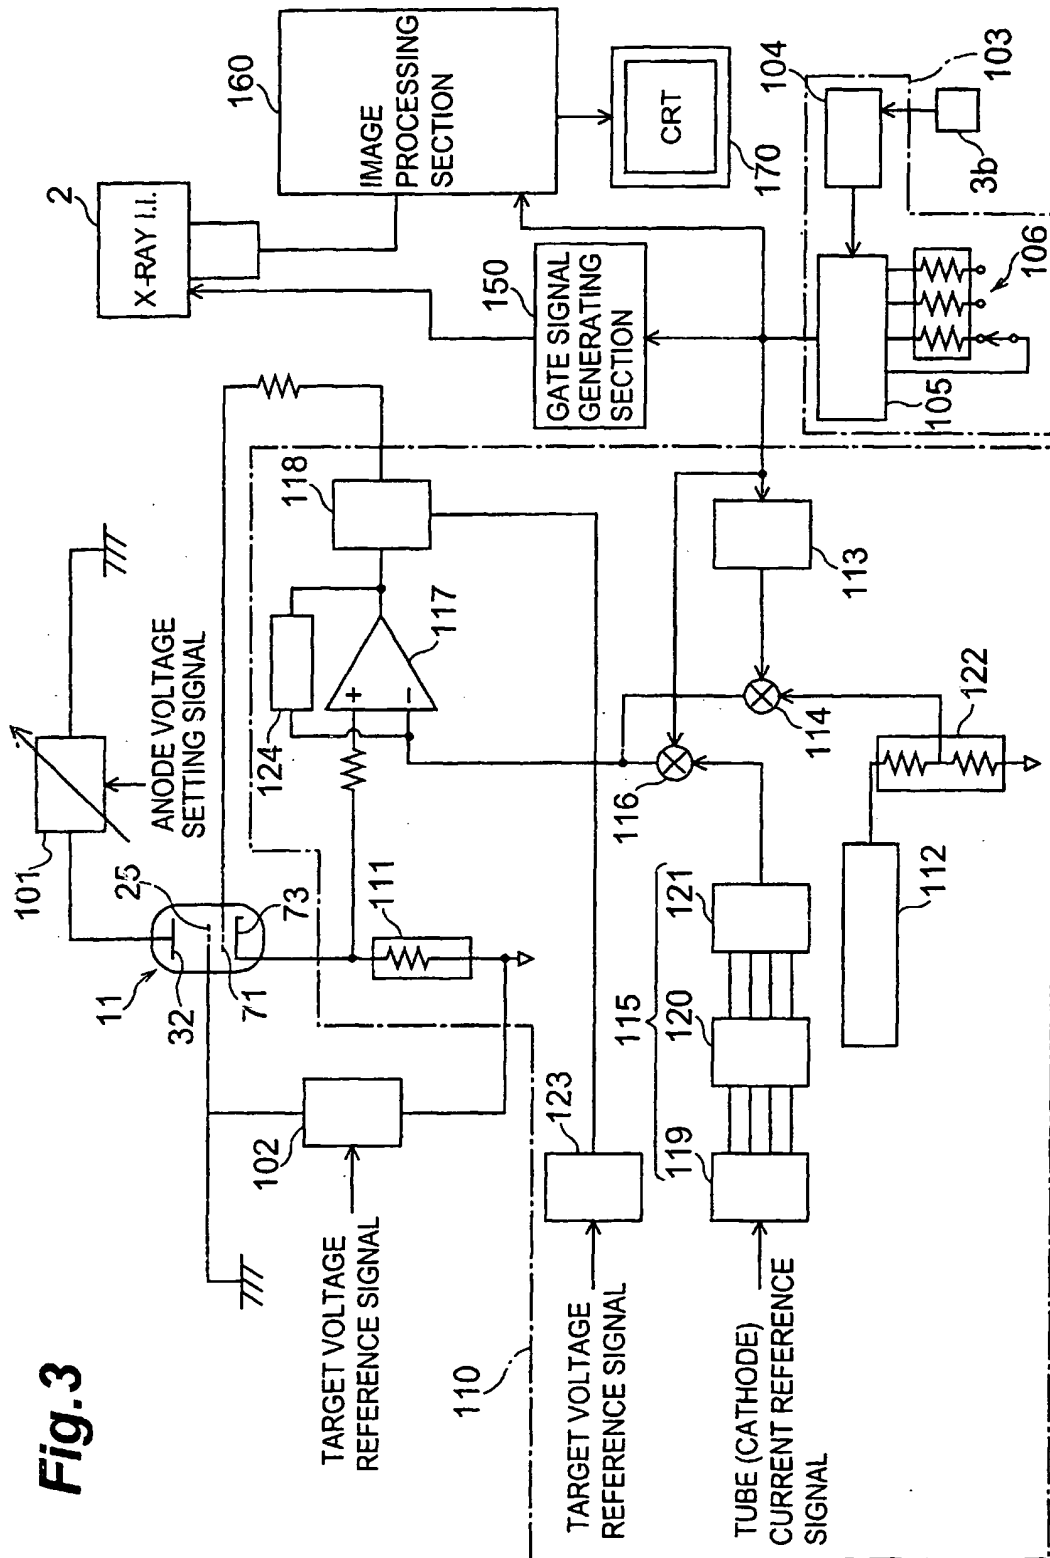 Fig.3
101
ANODE VOLTAGE
SETTING SIGNAL
11
32
25
71
73
2
X-RAY I.I.
160
IMAGE
PROCESSING
SECTION
CRT
170
102
TARGET VOLTAGE
REFERENCE SIGNAL
111
124
+
−
117
118
150
GATE SIGNAL
GENERATING
SECTION
104
103
3b
105
106
110
123
TARGET VOLTAGE
REFERENCE SIGNAL
115
119
120
121
116
114
113
TUBE (CATHODE)
CURRENT REFERENCE
SIGNAL
112
122